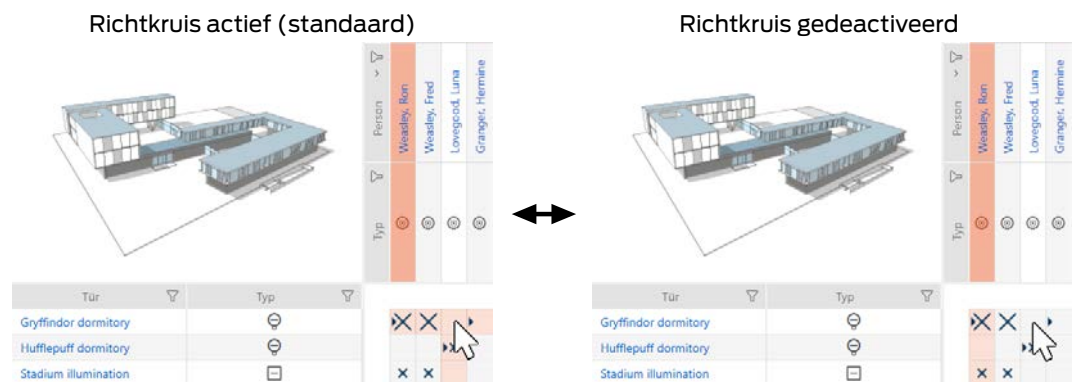 Richtkruis actief (standaard)
Richtkruis gedeactiveerd
Person
Weasley, Ron
Weasley, Fred
Lovegood, Luna
Granger, Hermine
Typ
Tür
Typ
Gryffindor dormitory
Hufflepuff dormitory
Stadium illumination
Person
Weasley, Ron
Weasley, Fred
Lovegood, Luna
Granger, Hermine
Typ
Tür
Typ
Gryffindor dormitory
Hufflepuff dormitory
Stadium illumination